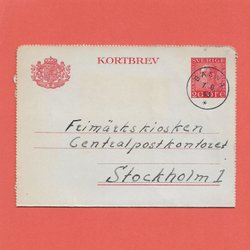 KORTBREV
SVERIGE
Frimärkskiosken
Centralpostkontoret
Stockholm 1